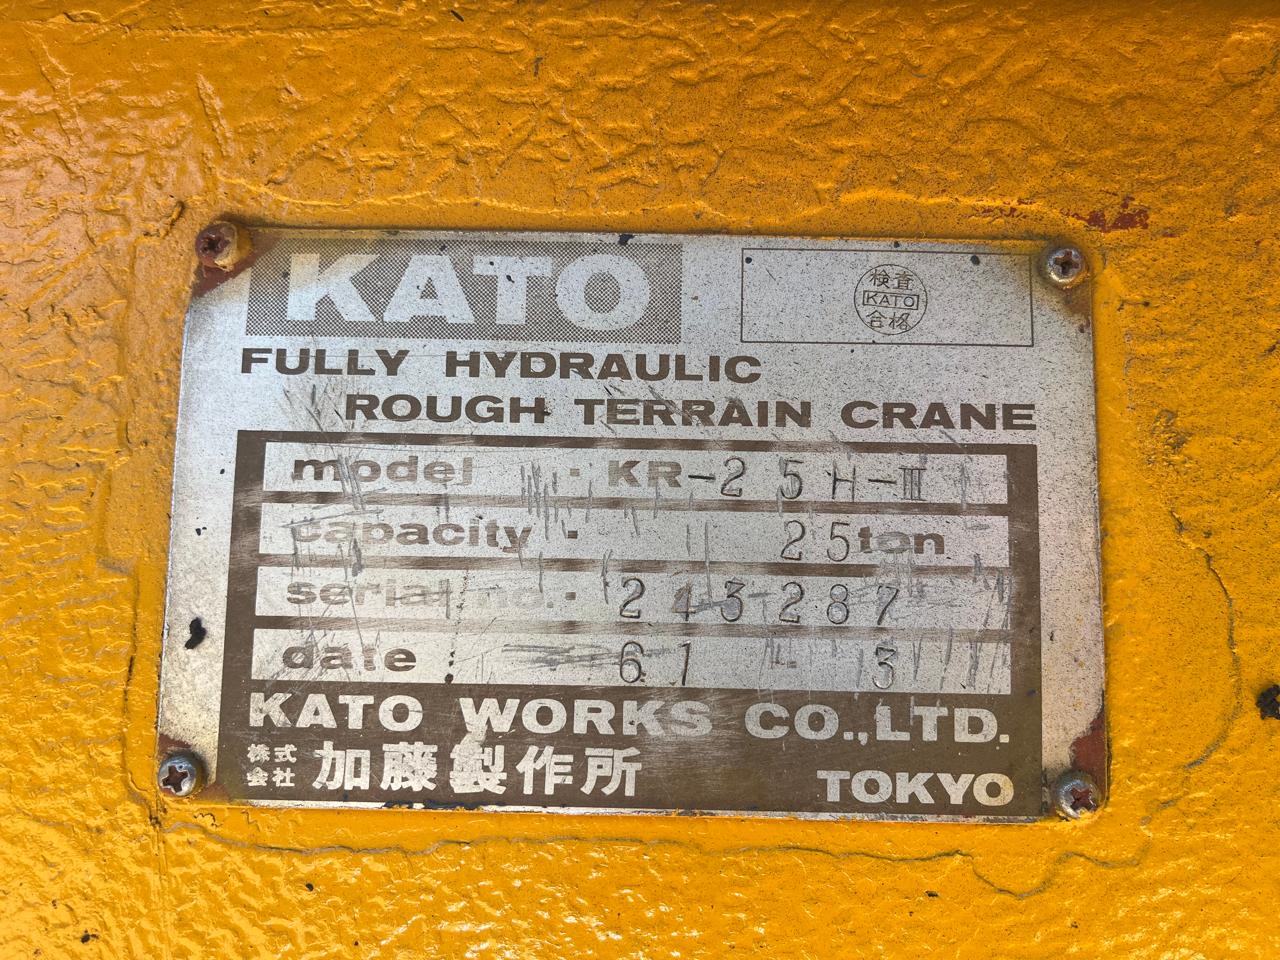 KATO
検査
KATO
合格
FULLY HYDRAULIC
ROUGH TERRAIN CRANE
model : KR-25H-III
capacity : 25ton
serial no. : 243287
date : 61-3
KATO WORKS CO.,LTD.
株式会社 加藤製作所
TOKYO